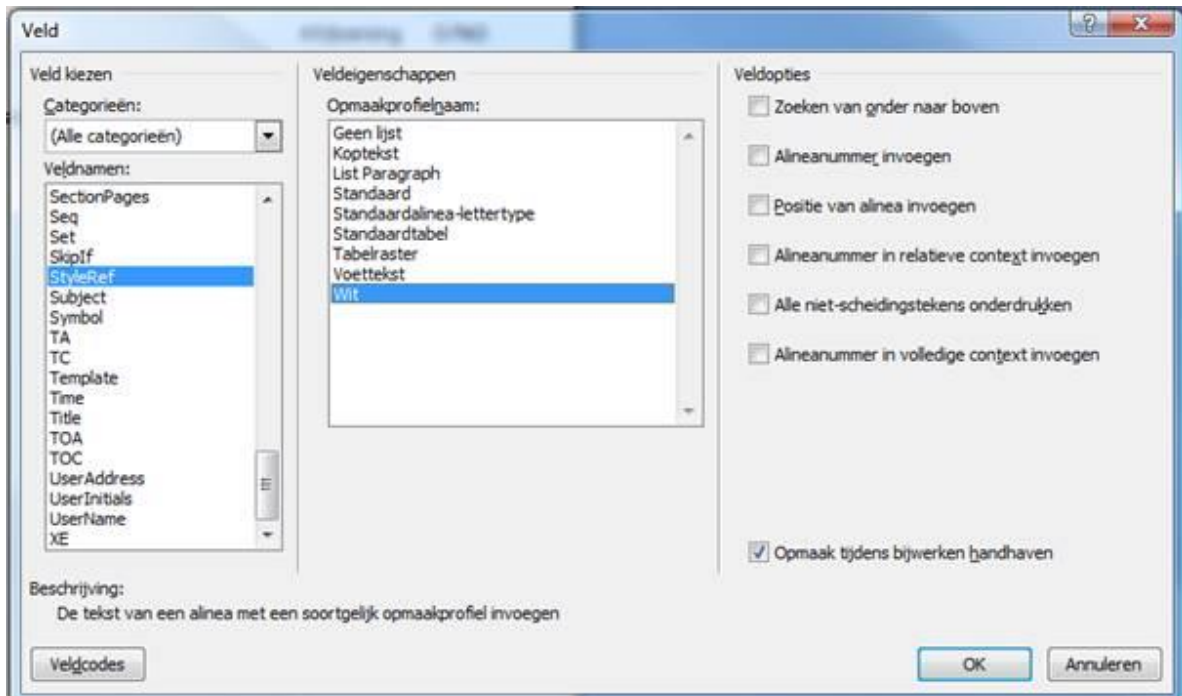 Veld
Veld kiezen
Categorieën:
(Alle categorieën)
Veldnamen:
SectionPages
Seq
Set
SkipIf
StyleRef
Subject
Symbol
TA
TC
Template
Time
Title
TOA
TOC
UserAddress
UserInitials
UserName
XE
Veldeigenschappen
Opmaakprofielnaam:
Geen lijst
Koptekst
List Paragraph
Standaard
Standaardalinea-lettertype
Standaardtabel
Tabelraster
Voettekst
Wit
Veldopties
Zoeken van onder naar boven
Alineanummer invoegen
Positie van alinea invoegen
Alineanummer in relatieve context invoegen
Alle niet-scheidingstekens onderdrukken
Alineanummer in volledige context invoegen
Opmaak tijdens bijwerken handhaven
Beschrijving:
De tekst van een alinea met een soortgelijk opmaakprofiel invoegen
Veldcodes
OK
Annuleren